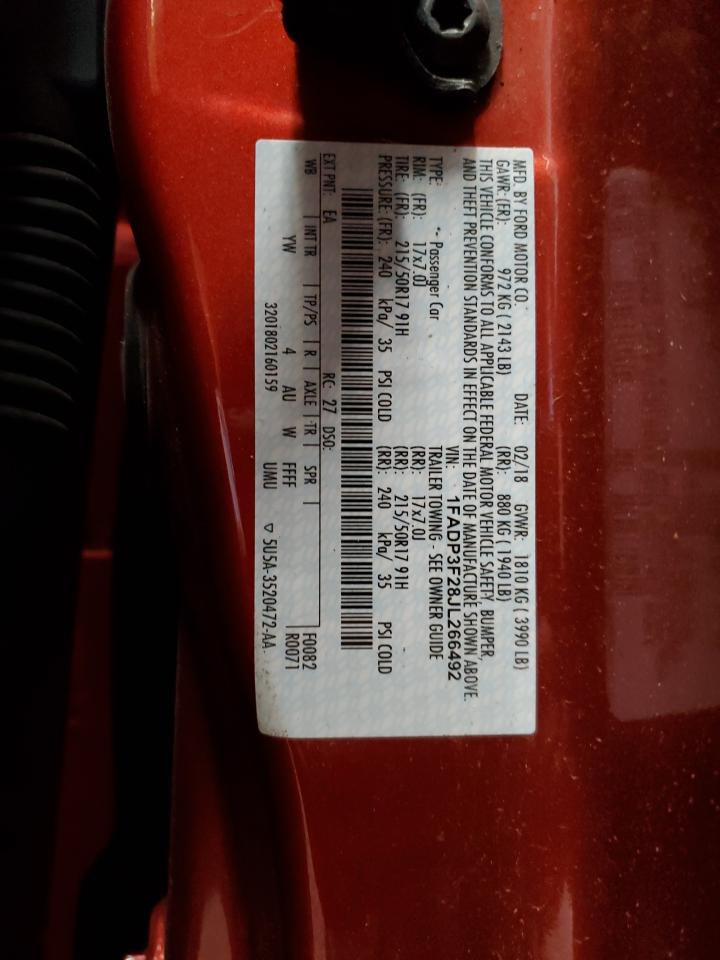 MFD. BY FORD MOTOR CO. DATE: 02/18 GVWR: 1810 KG ( 3990 LB)
GAWR: (FR): 972 KG ( 2143 LB) (RR): 880 KG ( 1940 LB)
THIS VEHICLE CONFORMS TO ALL APPLICABLE FEDERAL MOTOR VEHICLE SAFETY, BUMPER,
AND THEFT PREVENTION STANDARDS IN EFFECT ON THE DATE OF MANUFACTURE SHOWN ABOVE.
VIN: 1FADP3F28JL266492
TYPE: *- Passenger Car TRAILER TOWING - SEE OWNER GUIDE
RIM: (FR): 17x7.0J (RR): 17x7.0J
TIRE: (FR): 215/50R17 91H (RR): 215/50R17 91H
PRESSURE: (FR): 240 kPa/ 35 PSI COLD (RR): 240 kPa/ 35 PSI COLD
EXT PNT: EA RC: 27 DSO: F0082
WB | INT TR | TP/PS | R | AXLE | TR | SPR | R0071
YW 4 AU W FFFF
3201802160159 UMU ▽ 5U5A-3520472-AA